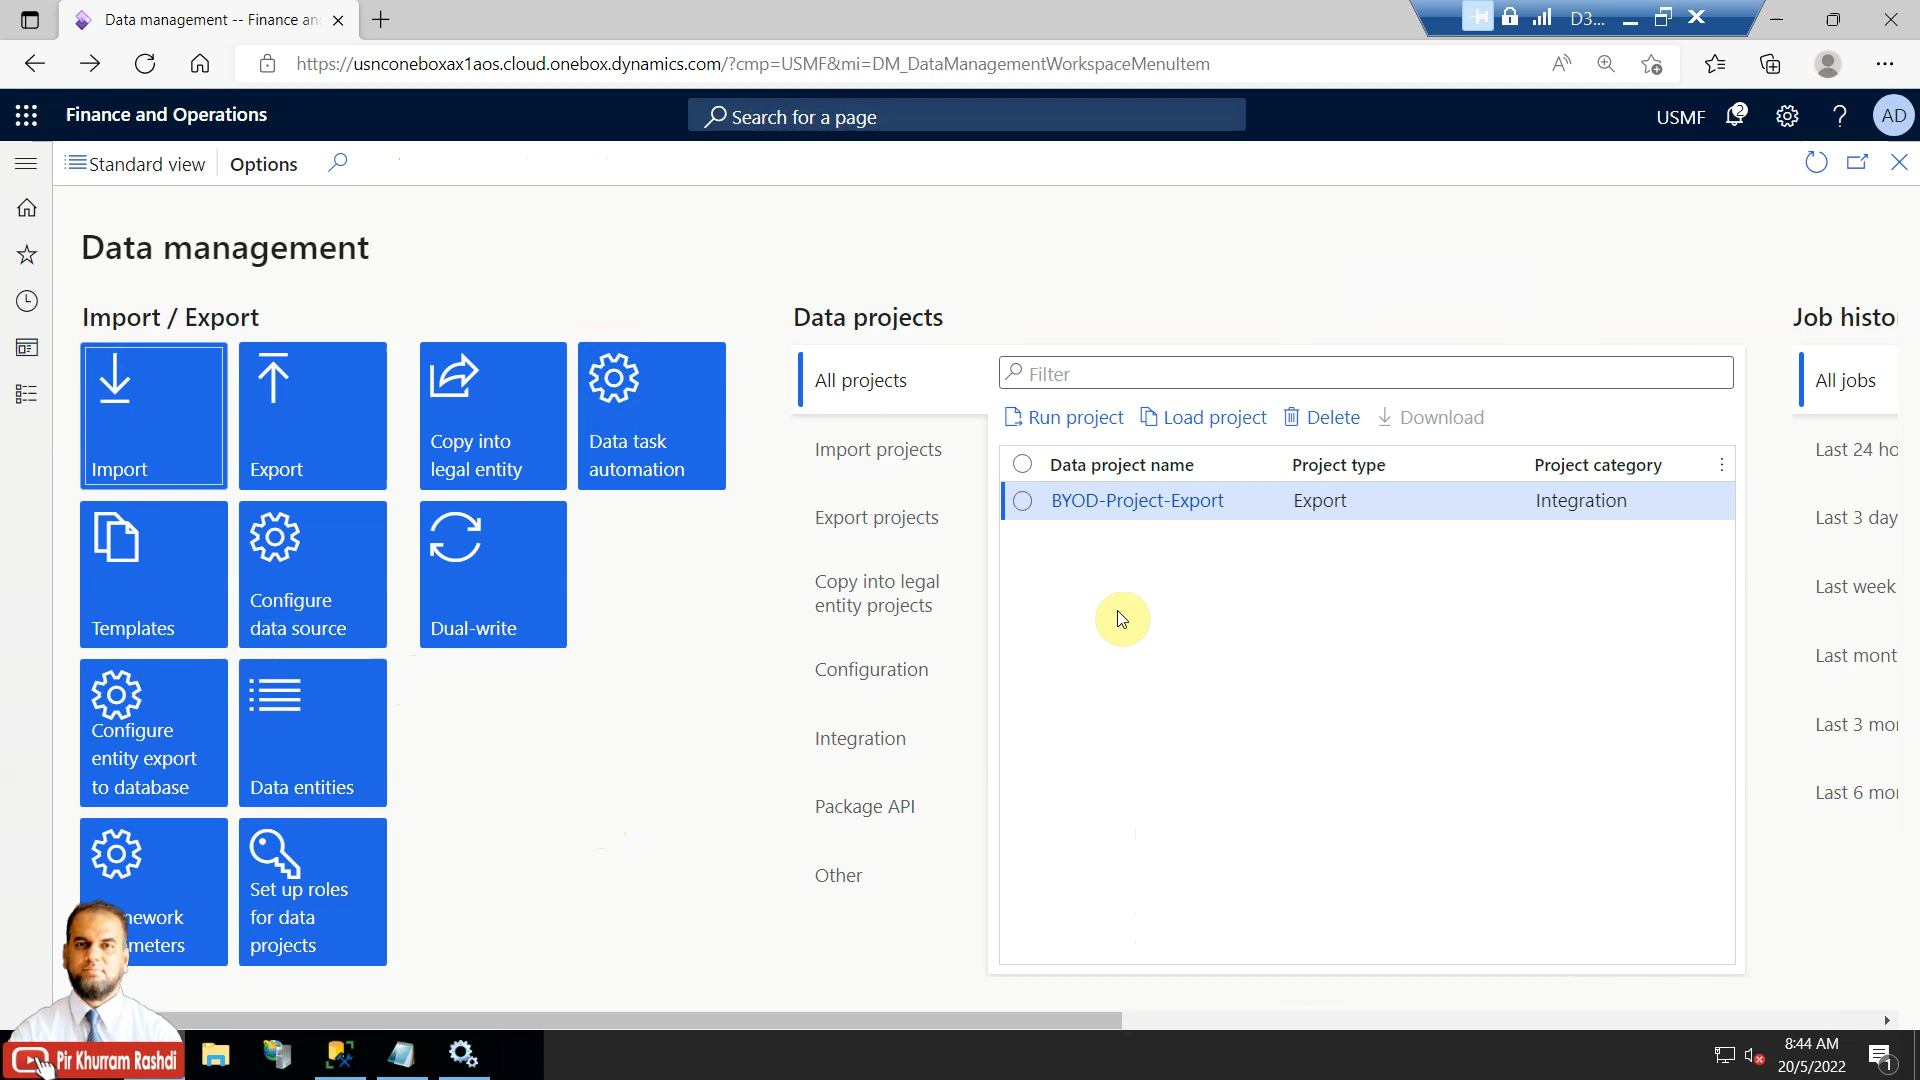 Data management -- Finance an
D3...
https://usnconeboxax1aos.cloud.onebox.dynamics.com/?cmp=USMF&mi=DM_DataManagementWorkspaceMenuItem
Finance and Operations
Search for a page
USMF
2
AD
Standard view
Options
Data management
Import / Export
Import
Export
Copy into
legal entity
Data task
automation
Templates
Configure
data source
Dual-write
Configure
entity export
to database
Data entities
ework
meters
Set up roles
for data
projects
Data projects
All projects
Import projects
Export projects
Copy into legal
entity projects
Configuration
Integration
Package API
Other
Filter
Run project
Load project
Delete
Download
Data project name
Project type
Project category
BYOD-Project-Export
Export
Integration
Job histo
All jobs
Last 24 ho
Last 3 day
Last week
Last mont
Last 3 mo
Last 6 mo
Pir Khurram Rashdi
8:44 AM
20/5/2022
1